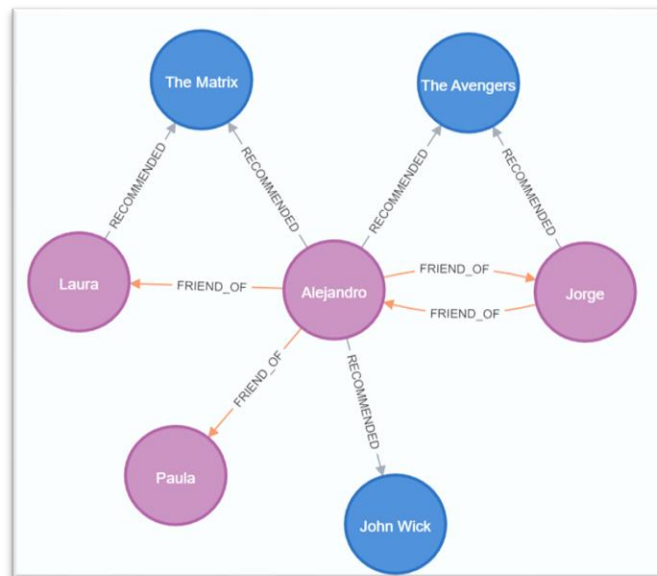 The Matrix
The Avengers
RECOMMENDED
RECOMMENDED
RECOMMENDED
RECOMMENDED
Laura
FRIEND_OF
Alejandro
FRIEND_OF
FRIEND_OF
Jorge
FRIEND_OF
RECOMMENDED
Paula
John Wick